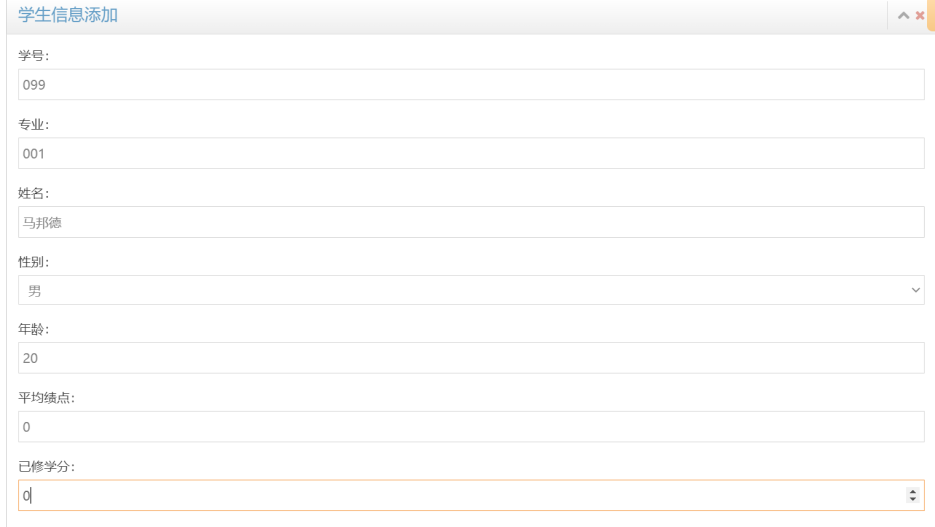 学生信息添加
学号：
099
专业：
001
姓名：
马邦德
性别：
男
年龄：
20
平均绩点：
0
已修学分：
0